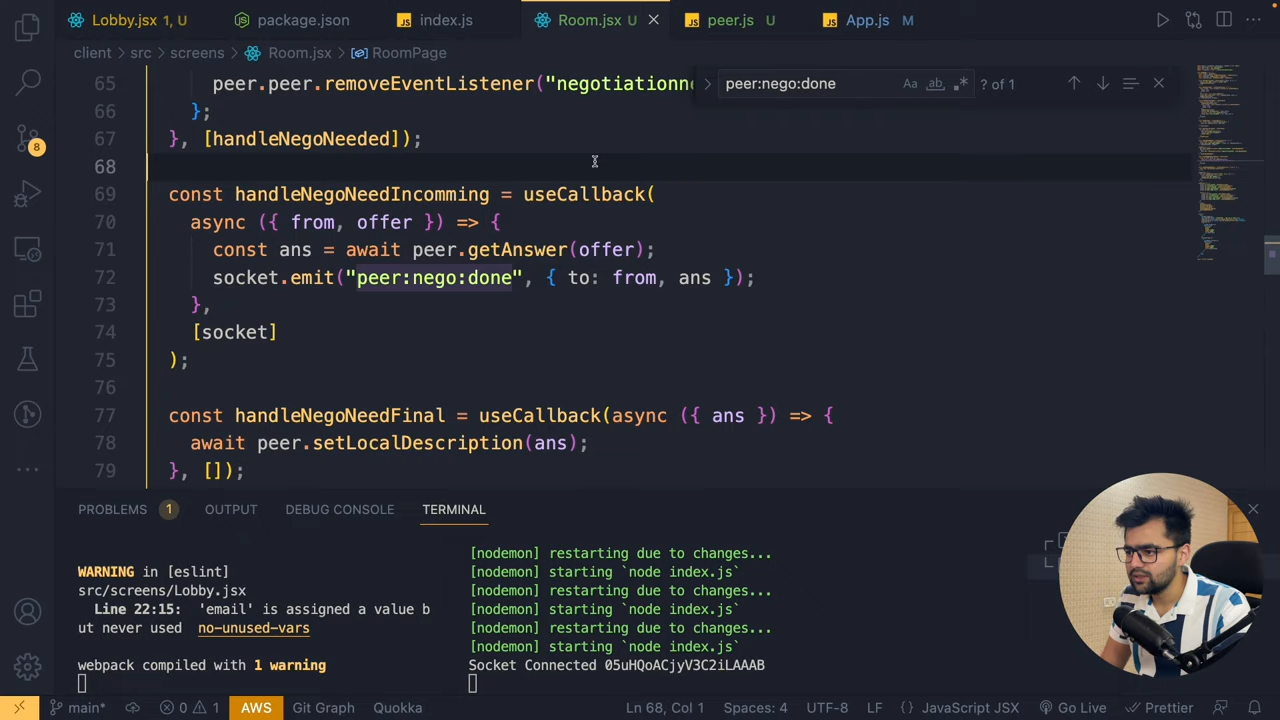 Lobby.jsx 1, U
package.json
JS index.js
Room.jsx U
JS peer.js U
JS App.js M
client > src > screens > Room.jsx > RoomPage
65 peer.peer.removeEventListener("negotiationne
peer:nego:done Aa ab .* ? of 1
66 };
67 }, [handleNegoNeeded]);
68
69 const handleNegoNeedIncomming = useCallback(
70 async ({ from, offer }) => {
71 const ans = await peer.getAnswer(offer);
72 socket.emit("peer:nego:done", { to: from, ans });
73 },
74 [socket]
75 );
76
77 const handleNegoNeedFinal = useCallback(async ({ ans }) => {
78 await peer.setLocalDescription(ans);
79 }, []);
8
PROBLEMS 1 OUTPUT DEBUG CONSOLE TERMINAL
WARNING in [eslint]
src/screens/Lobby.jsx
Line 22:15: 'email' is assigned a value b
ut never used no-unused-vars
webpack compiled with 1 warning
[nodemon] restarting due to changes...
[nodemon] starting `node index.js`
[nodemon] restarting due to changes...
[nodemon] starting `node index.js`
[nodemon] restarting due to changes...
[nodemon] starting `node index.js`
Socket Connected 05uHQoACjyV3C2iLAAAB
main* 0 1 AWS Git Graph Quokka Ln 68, Col 1 Spaces: 4 UTF-8 LF {} JavaScript JSX Go Live Prettier